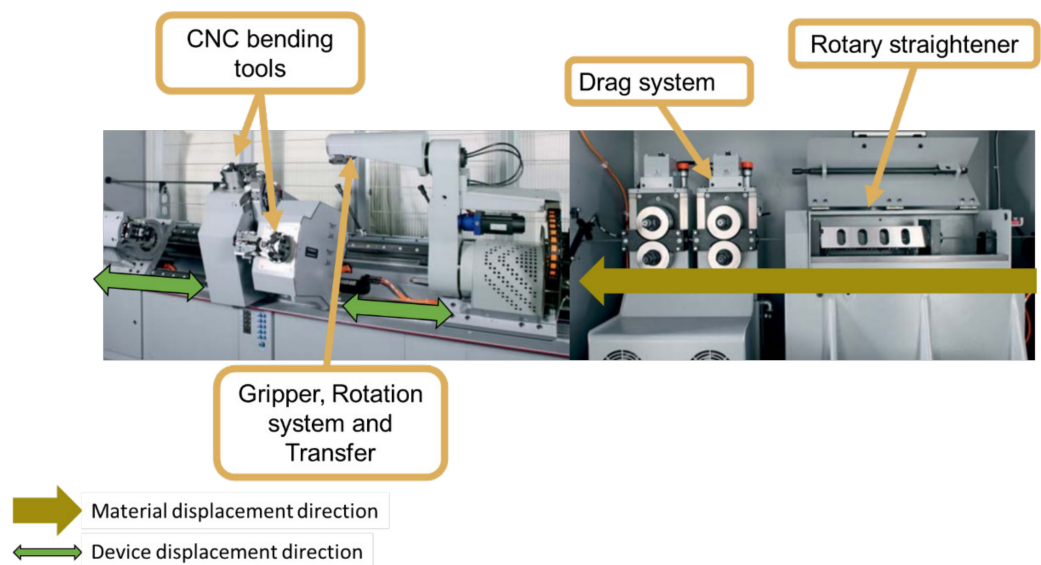 CNC bending
tools
Drag system
Rotary straightener
Gripper, Rotation
system and
Transfer
Material displacement direction
Device displacement direction